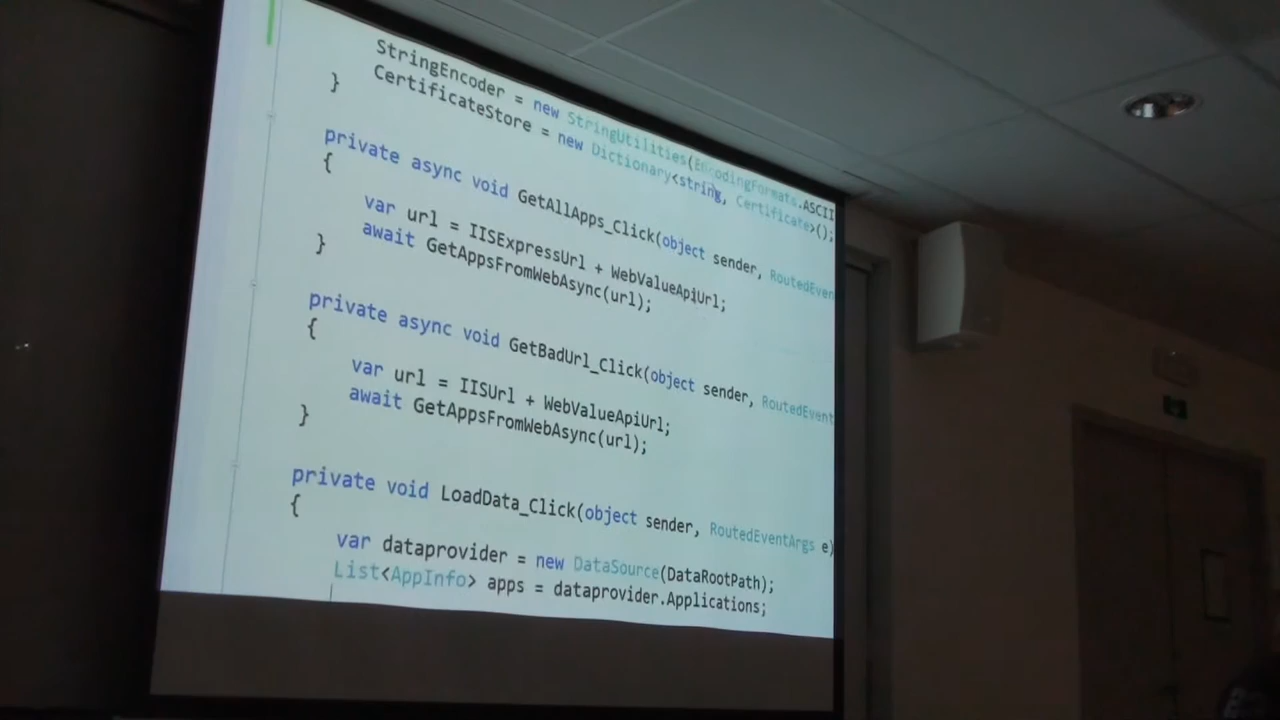 StringEncoder = new StringUtilities(EncodingFormats.ASCII
CertificateStore = new Dictionary<string, Certificate>();
}
private async void GetAllApps_Click(object sender, RoutedEven
{
var url = IISExpressUrl + WebValueApiUrl;
await GetAppsFromWebAsync(url);
}
private async void GetBadUrl_Click(object sender, RoutedEvent
{
var url = IISUrl + WebValueApiUrl;
await GetAppsFromWebAsync(url);
}
private void LoadData_Click(object sender, RoutedEventArgs e)
{
var dataprovider = new DataSource(DataRootPath);
List<AppInfo> apps = dataprovider.Applications;